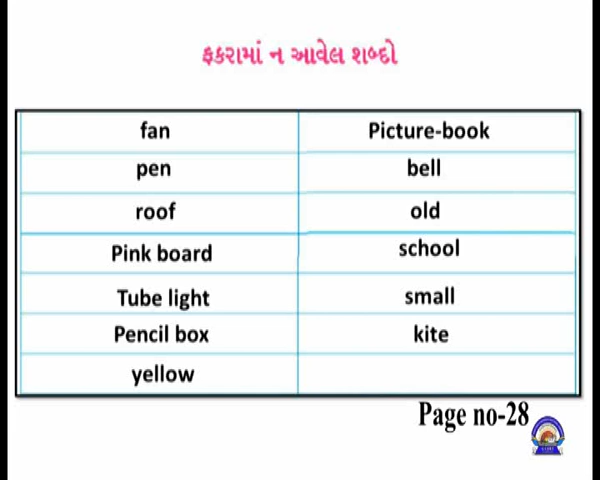 ફકરામાં ન આવેલ શબ્દો
fan Picture-book
pen bell
roof old
Pink board school
Tube light small
Pencil box kite
yellow
Page no-28